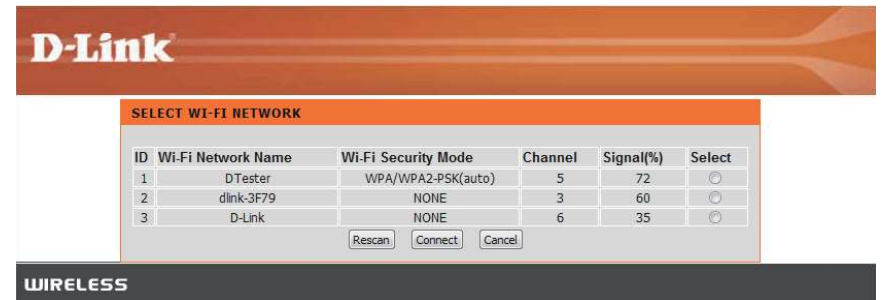 D-Link
SELECT WI-FI NETWORK
ID Wi-Fi Network Name Wi-Fi Security Mode Channel Signal(%) Select
1 DTester WPA/WPA2-PSK(auto) 5 72
2 dlink-3F79 NONE 3 60
3 D-Link NONE 6 35
Rescan Connect Cancel
WIRELESS